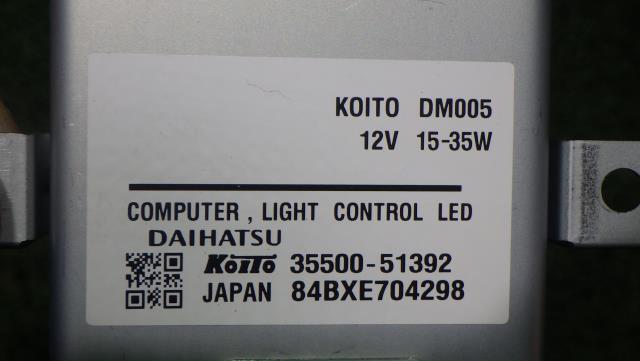 KOITO DM005
12V 15-35W
COMPUTER , LIGHT CONTROL LED
DAIHATSU
KOITO 35500-51392
JAPAN 84BXE704298